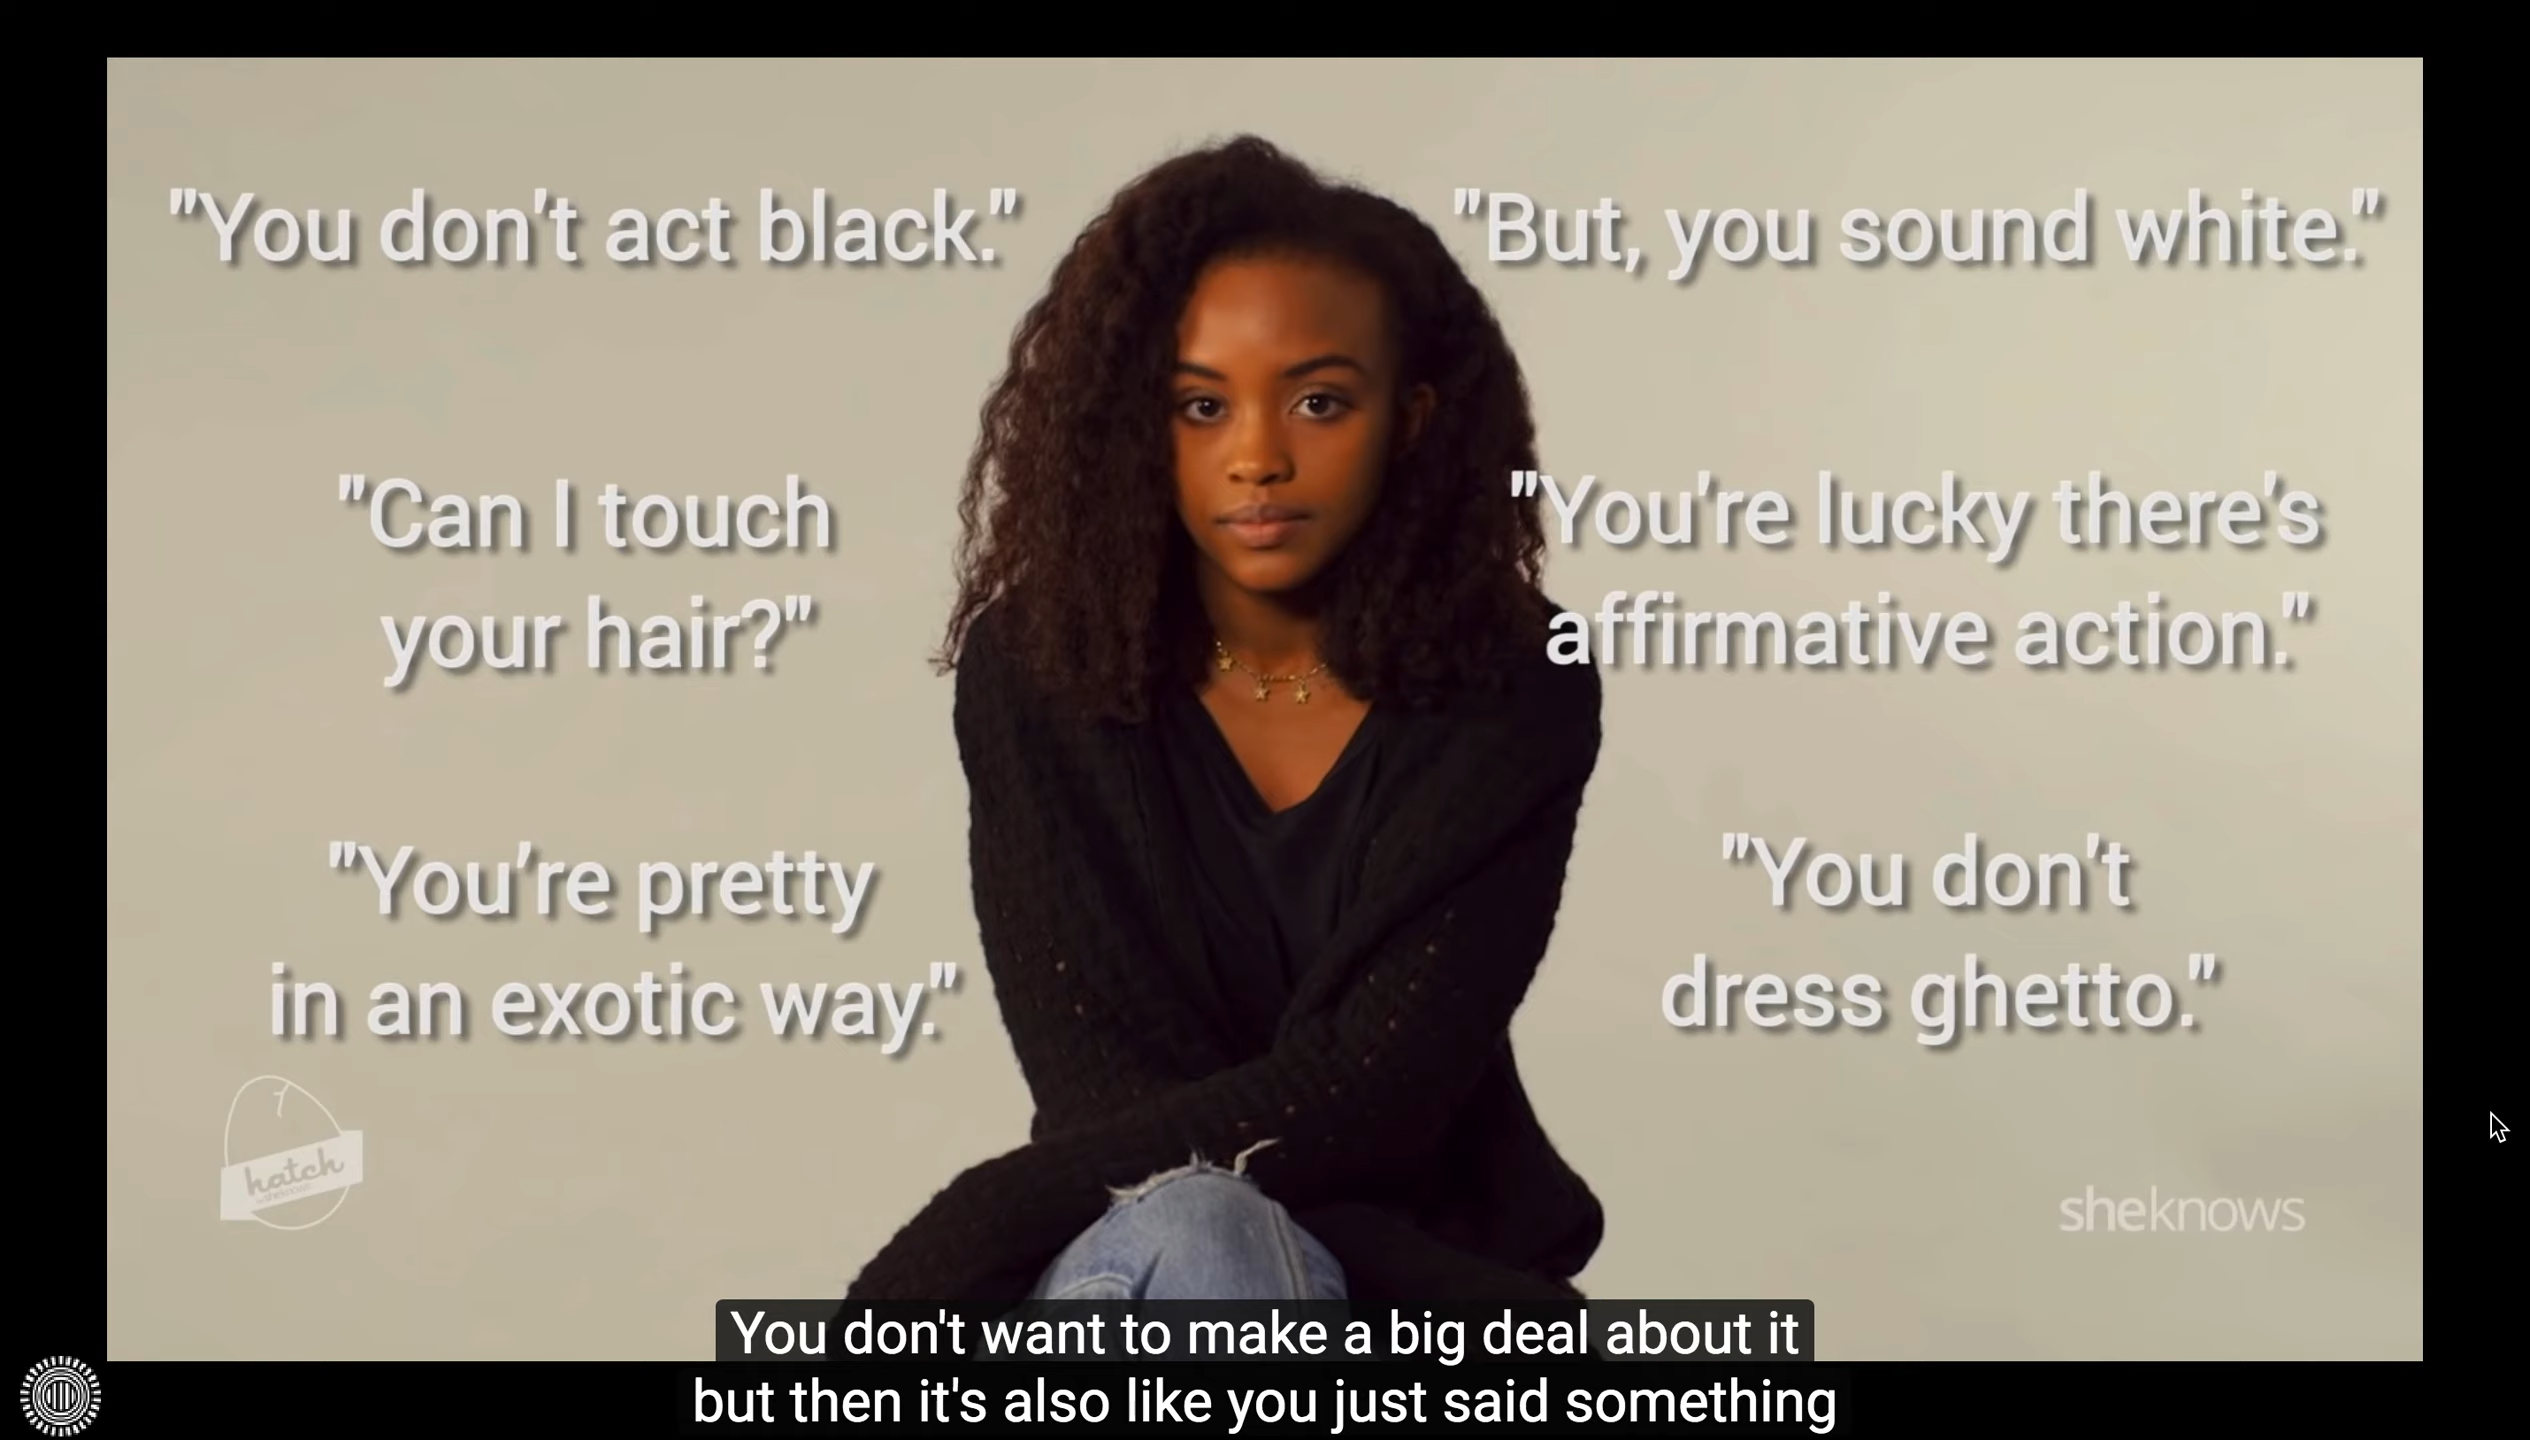 "You don't act black."
"But, you sound white."
"Can I touch
your hair?"
"You're lucky there's
affirmative action."
"You're pretty
in an exotic way."
"You don't
dress ghetto."
hatch
sheknows
You don't want to make a big deal about it
but then it's also like you just said something